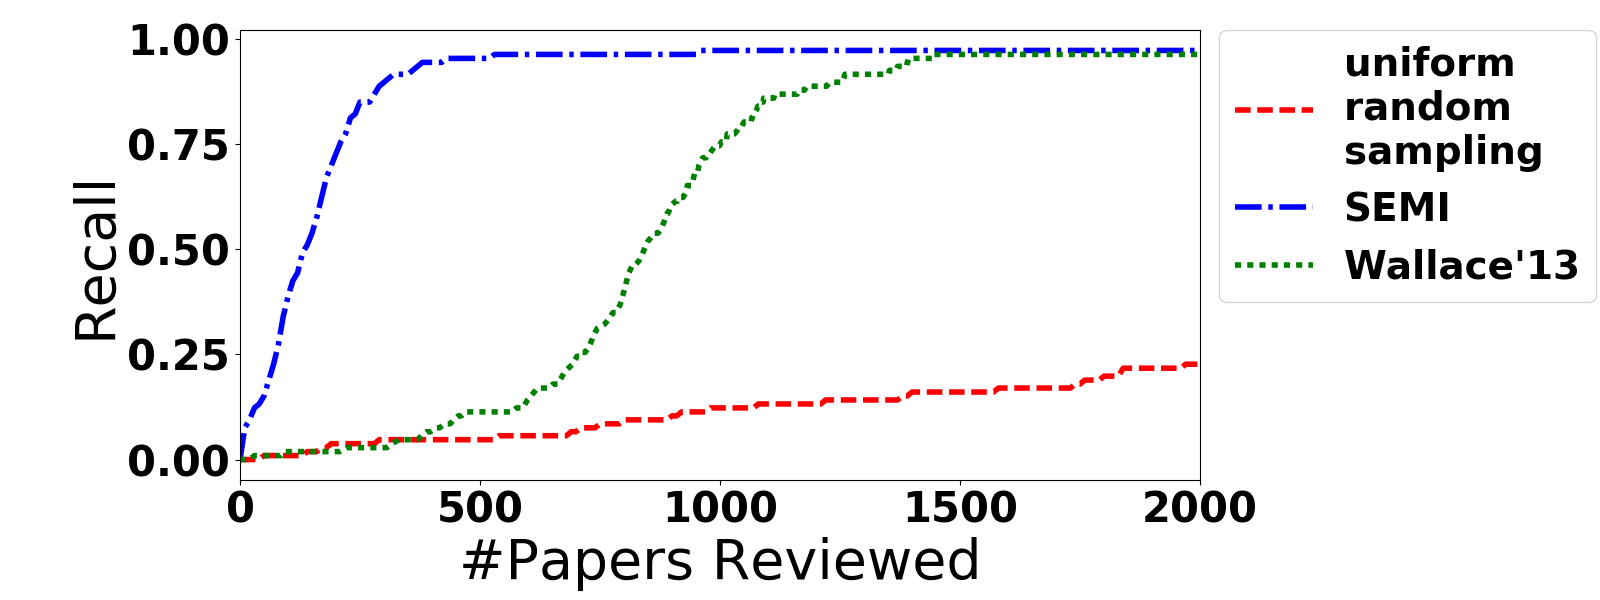 1.00
0.75
0.50
0.25
0.00
Recall
0 500 1000 1500 2000
#Papers Reviewed
uniform
random
sampling
SEMI
Wallace'13